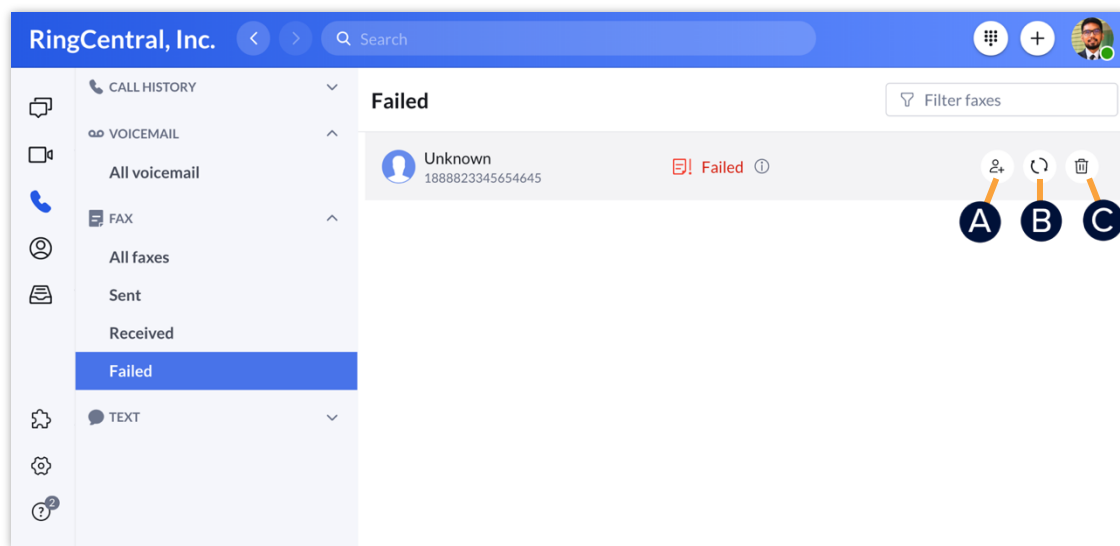 RingCentral, Inc.
Search
CALL HISTORY
VOICEMAIL
All voicemail
FAX
All faxes
Sent
Received
Failed
TEXT
2
Failed
Filter faxes
Unknown
1888823345654645
Failed
A
B
C